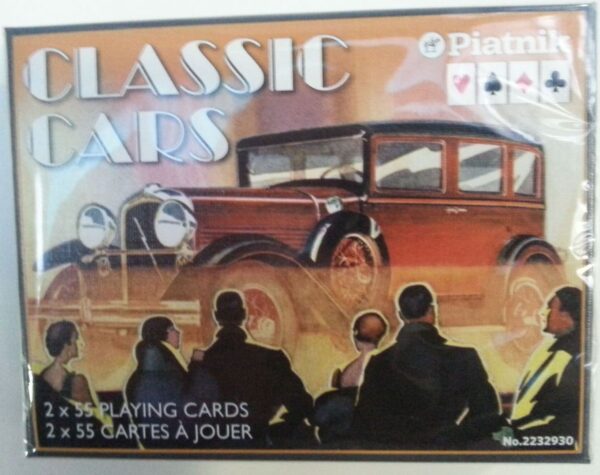 CLASSIC
CARS
Piatnik
2 x 55 PLAYING CARDS
2 x 55 CARTES À JOUER
No.2232930